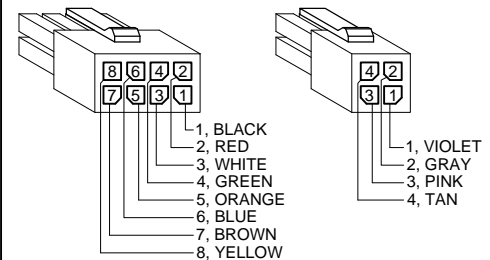 8 6 4 2
7 5 3 1
1, BLACK
2, RED
3, WHITE
4, GREEN
5, ORANGE
6, BLUE
7, BROWN
8, YELLOW
4 2
3 1
1, VIOLET
2, GRAY
3, PINK
4, TAN